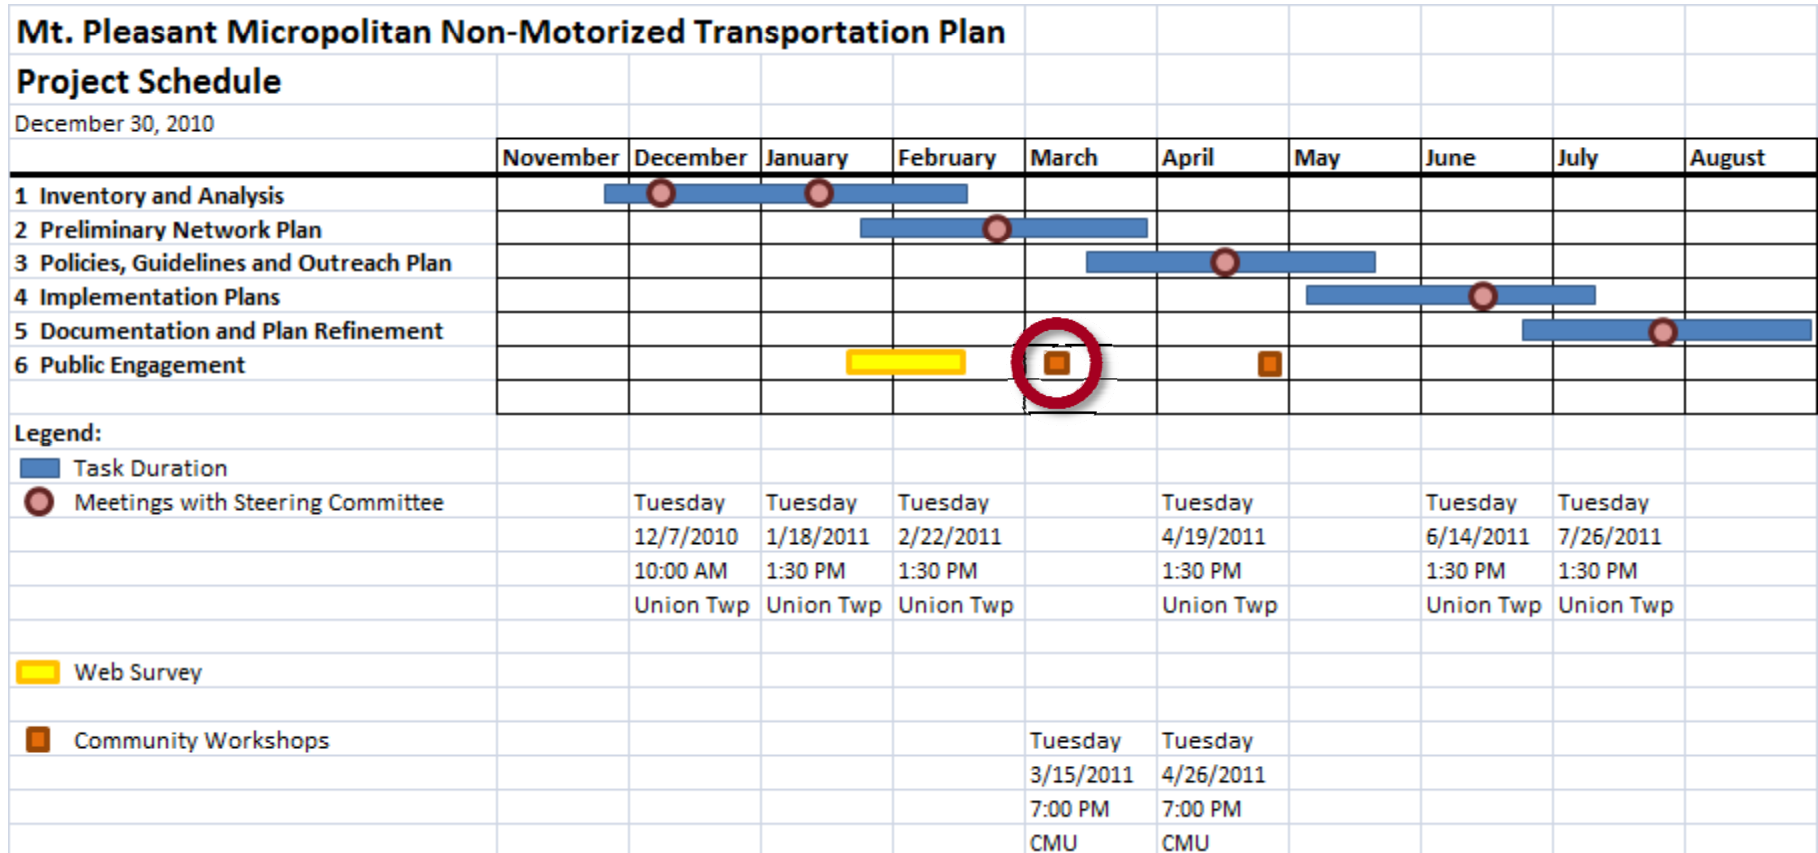 Mt. Pleasant Micropolitan Non-Motorized Transportation Plan
Project Schedule
December 30, 2010
November December January February March April May June July August
1 Inventory and Analysis
2 Preliminary Network Plan
3 Policies, Guidelines and Outreach Plan
4 Implementation Plans
5 Documentation and Plan Refinement
6 Public Engagement
Legend:
Task Duration
Meetings with Steering Committee Tuesday Tuesday Tuesday Tuesday Tuesday Tuesday
12/7/2010 1/18/2011 2/22/2011 4/19/2011 6/14/2011 7/26/2011
10:00 AM 1:30 PM 1:30 PM 1:30 PM 1:30 PM 1:30 PM
Union Twp Union Twp Union Twp Union Twp Union Twp Union Twp
Web Survey
Community Workshops Tuesday Tuesday
3/15/2011 4/26/2011
7:00 PM 7:00 PM
CMU CMU